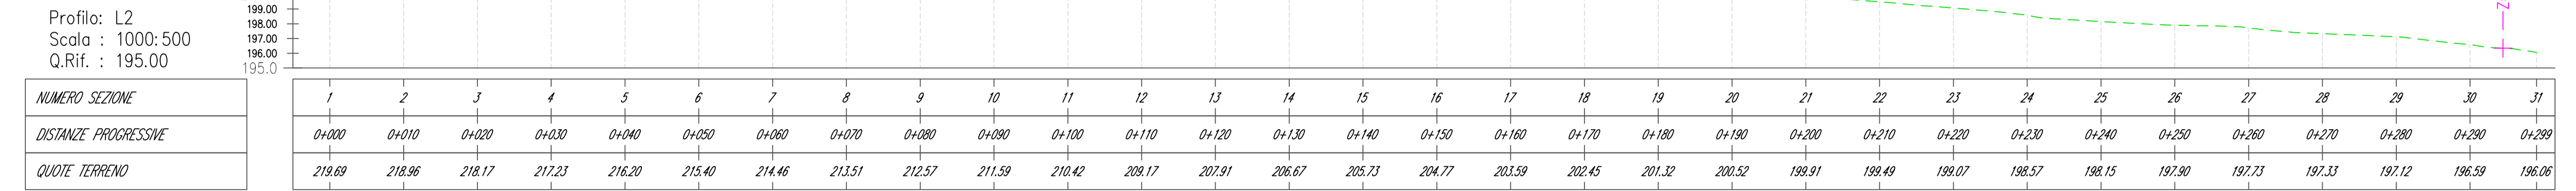 199.00
Profilo: L2
198.00
Scala : 1000:500
197.00
196.00
Q.Rif. : 195.00
195.0
N
NUMERO SEZIONE 1 2 3 4 5 6 7 8 9 10 11 12 13 14 15 16 17 18 19 20 21 22 23 24 25 26 27 28 29 30 31
DISTANZE PROGRESSIVE 0+000 0+010 0+020 0+030 0+040 0+050 0+060 0+070 0+080 0+090 0+100 0+110 0+120 0+130 0+140 0+150 0+160 0+170 0+180 0+190 0+200 0+210 0+220 0+230 0+240 0+250 0+260 0+270 0+280 0+290 0+299
QUOTE TERRENO 219.69 218.96 218.17 217.23 216.20 215.40 214.46 213.51 212.57 211.59 210.42 209.17 207.91 206.67 205.73 204.77 203.59 202.45 201.32 200.52 199.91 199.49 199.07 198.57 198.15 197.90 197.73 197.33 197.12 196.59 196.06